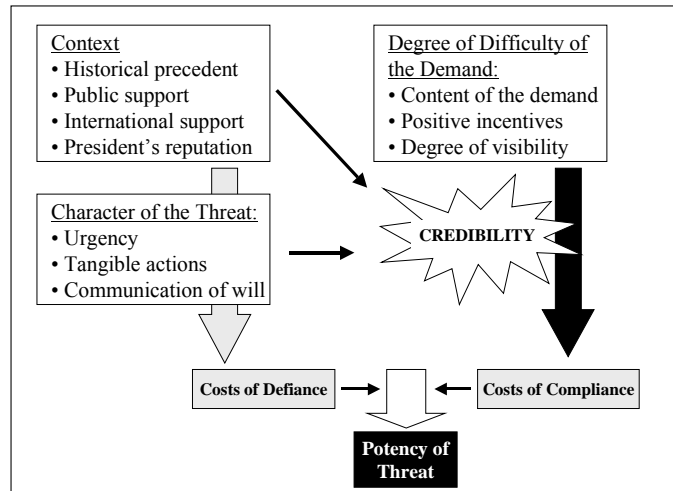 Context
• Historical precedent
• Public support
• International support
• President's reputation
Degree of Difficulty of
the Demand:
• Content of the demand
• Positive incentives
• Degree of visibility
Character of the Threat:
• Urgency
• Tangible actions
• Communication of will
CREDIBILITY
Costs of Defiance
Costs of Compliance
Potency of
Threat